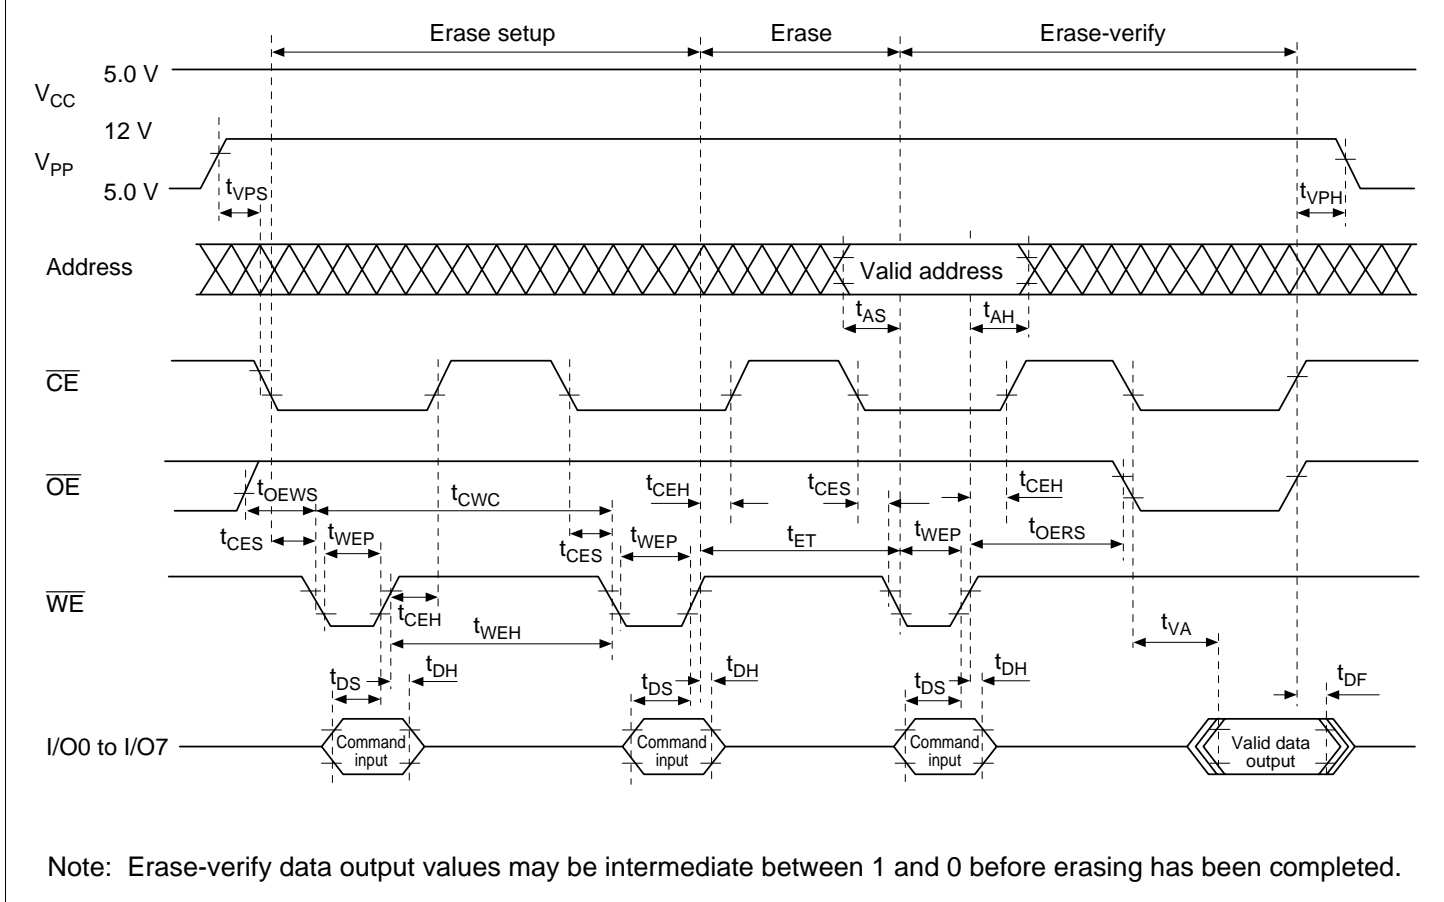 Erase setup Erase Erase-verify
5.0 V
VCC
12 V
VPP
5.0 V
tVPS tVPH
Address Valid address
tAS tAH
CE
OE
tOEWS tCWC tCEH tCES tCEH
tCES tWEP tCES tWEP tET tWEP tOERS
WE
tCEH tWEH tVA
tDS tDH tDS tDH tDS tDH tDF
I/O0 to I/O7 Command input Command input Command input Valid data output
Note: Erase-verify data output values may be intermediate between 1 and 0 before erasing has been completed.